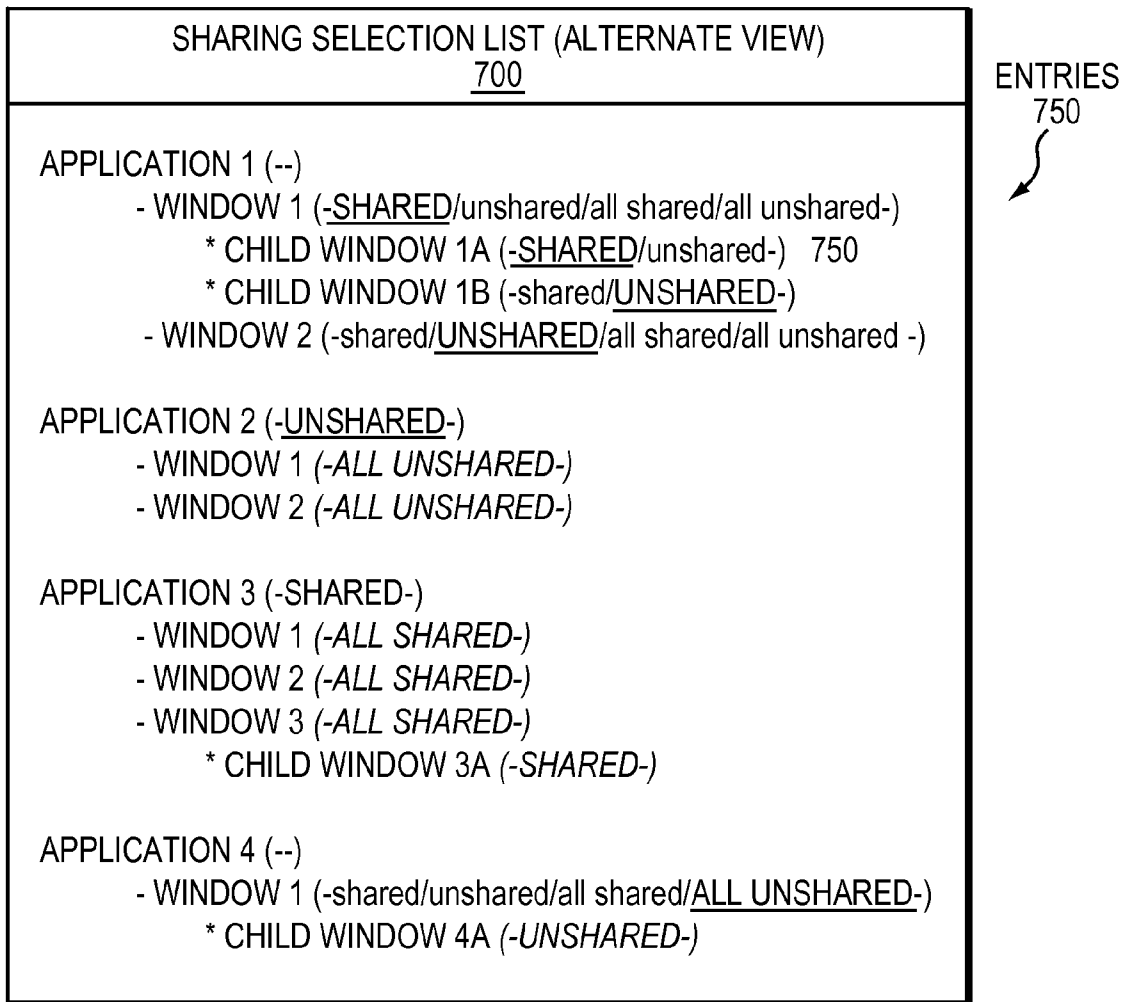 SHARING SELECTION LIST (ALTERNATE VIEW)
700
ENTRIES
750
APPLICATION 1 (--)
- WINDOW 1 (-SHARED/unshared/all shared/all unshared-)
* CHILD WINDOW 1A (-SHARED/unshared-) 750
* CHILD WINDOW 1B (-shared/UNSHARED-)
- WINDOW 2 (-shared/UNSHARED/all shared/all unshared -)
APPLICATION 2 (-UNSHARED-)
- WINDOW 1 (-ALL UNSHARED-)
- WINDOW 2 (-ALL UNSHARED-)
APPLICATION 3 (-SHARED-)
- WINDOW 1 (-ALL SHARED-)
- WINDOW 2 (-ALL SHARED-)
- WINDOW 3 (-ALL SHARED-)
* CHILD WINDOW 3A (-SHARED-)
APPLICATION 4 (--)
- WINDOW 1 (-shared/unshared/all shared/ALL UNSHARED-)
* CHILD WINDOW 4A (-UNSHARED-)